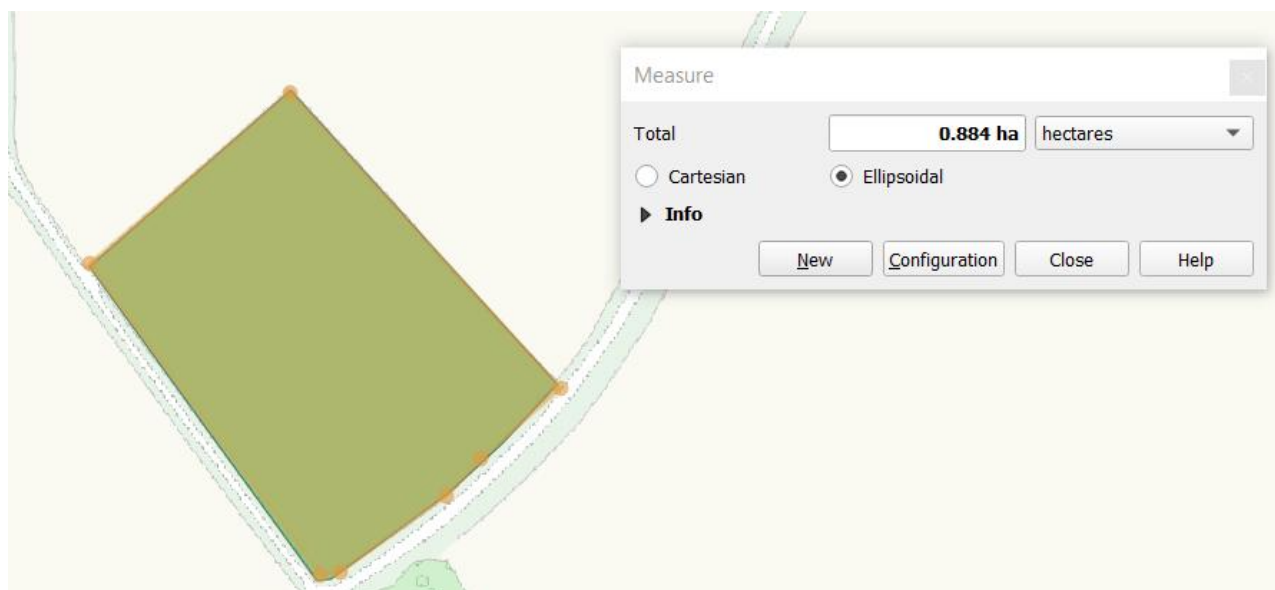 Measure
Total 0.884 ha hectares
Cartesian Ellipsoidal
Info
New Configuration Close Help